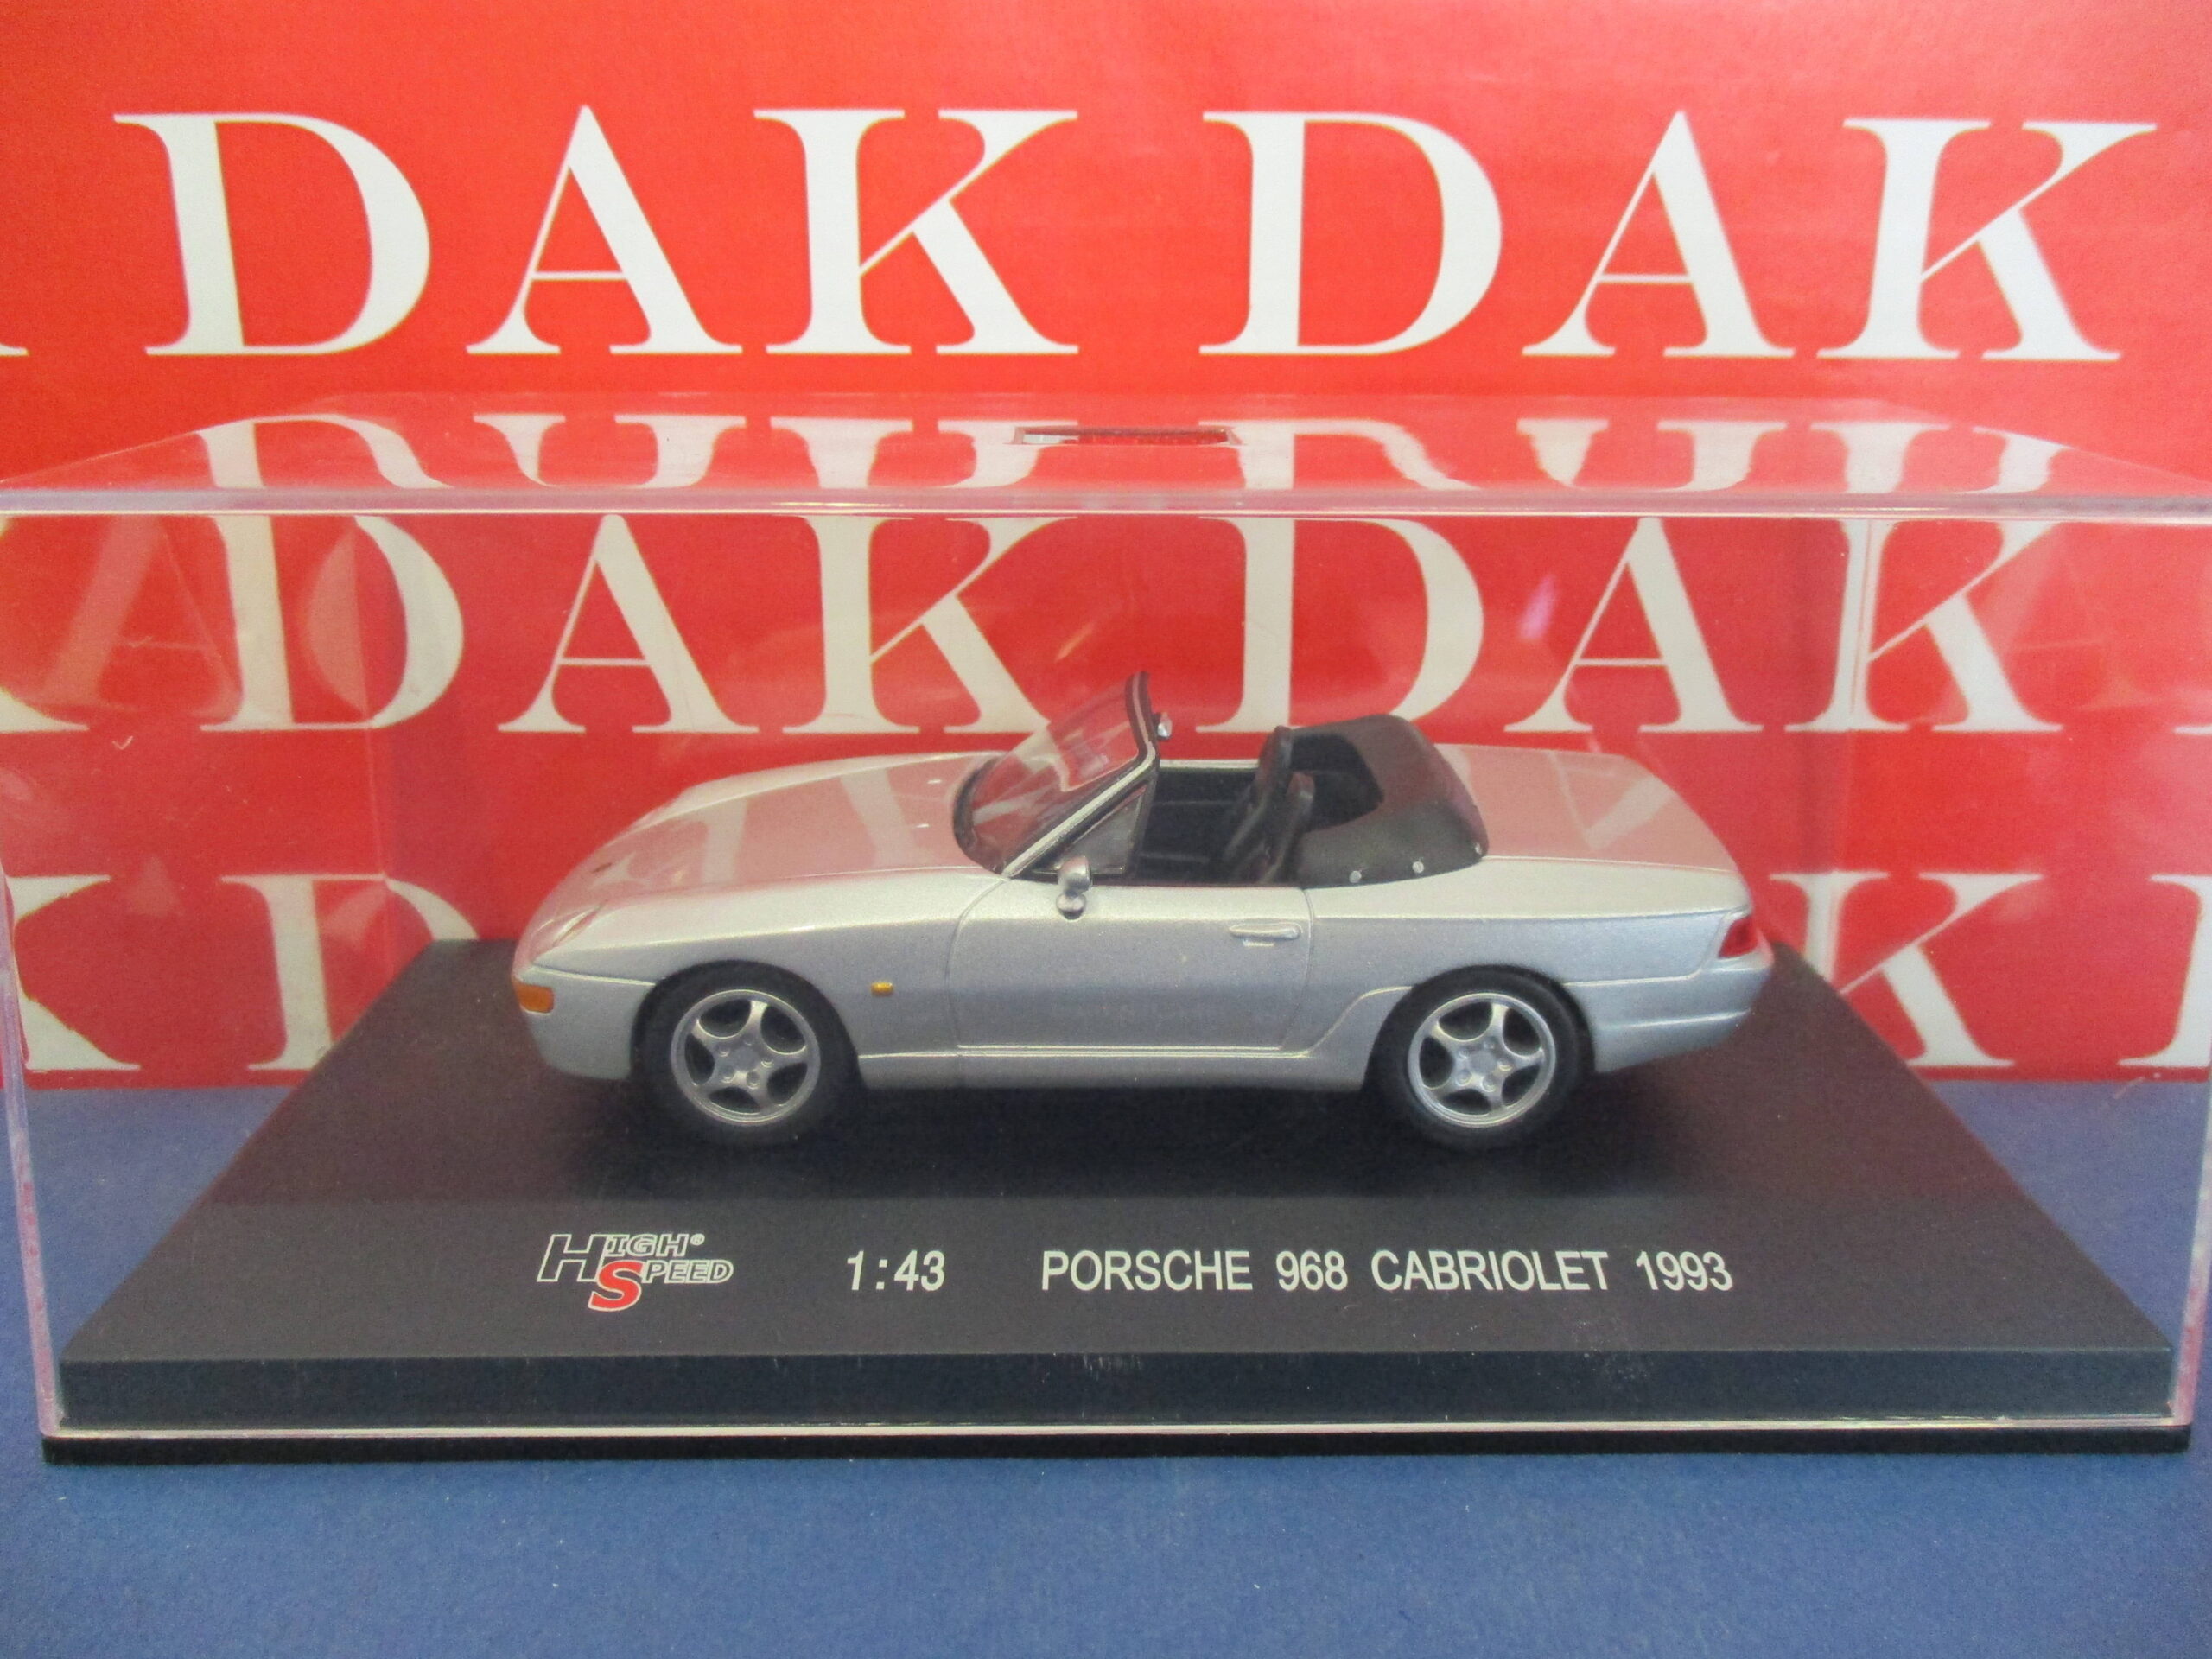 DAK DAK
DAK DAK
DAK DAK
K D K D
HIGH® SPEED 1:43 PORSCHE 968 CABRIOLET 1993